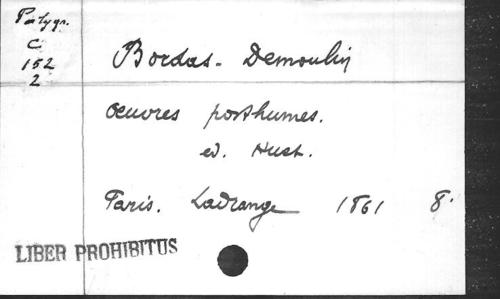 Polygr.
C
152
2
Bordas-Demoulin
Oeuvres posthumes.
ed. Huet.
Paris. Ladrange 1861 8°
LIBER PROHIBITUS